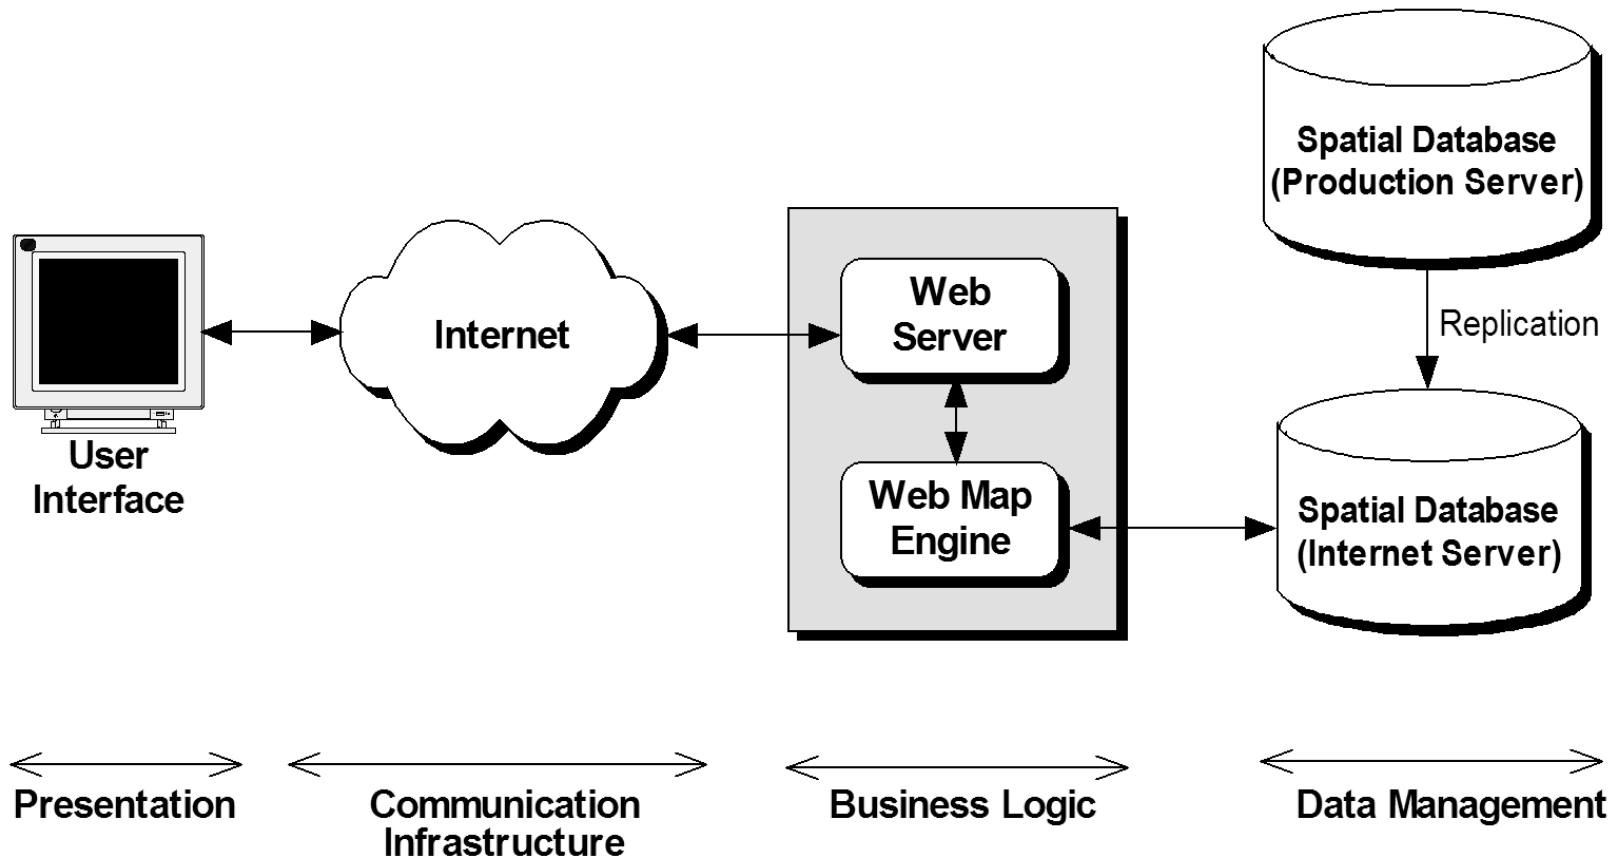 Spatial Database
(Production Server)
Web
Server
Internet
Replication
User
Interface
Web Map
Engine
Spatial Database
(Internet Server)
Presentation
Communication
Infrastructure
Business Logic
Data Management